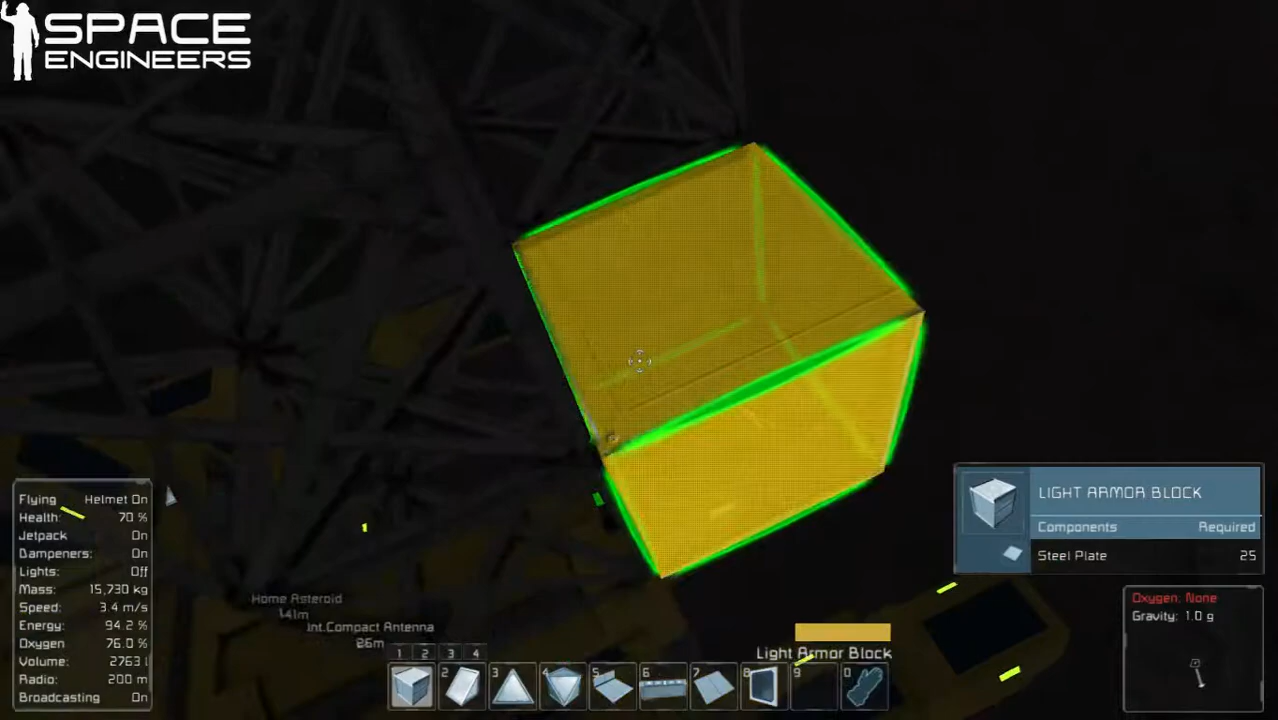 SPACE
ENGINEERS
Flying Helmet On
Health: 70 %
Jetpack On
Dampeners: On
Lights: Off
Mass: 15,730 kg
Speed: 3.4 m/s
Energy: 94.2 %
Oxygen 76.0 %
Volume: 2763 l
Radio: 200 m
Broadcasting On
Home Asteroid
141m
Int.Compact Antenna
26m
1 2 3 4
Light Armor Block
2 3 4 5 6 7 8 9 0
LIGHT ARMOR BLOCK
Components Required
Steel Plate 25
Oxygen: None
Gravity: 1.0 g